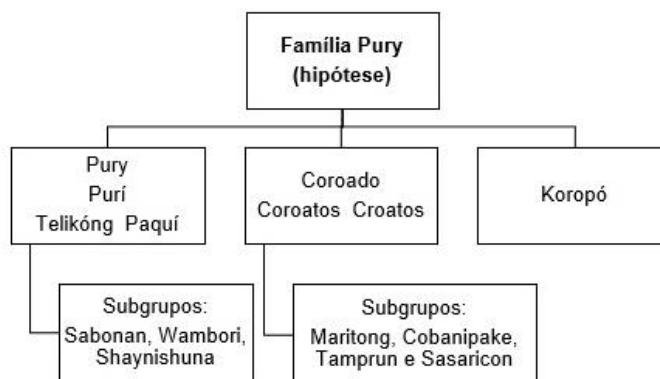 Família Pury
(hipótese)
Pury
Purí
Telikóng Paquí
Coroado
Coroatos Croatos
Koropó
Subgrupos:
Sabonan, Wambori,
Shaynishuna
Subgrupos:
Maritong, Cobanipake,
Tamprun e Sasaricon